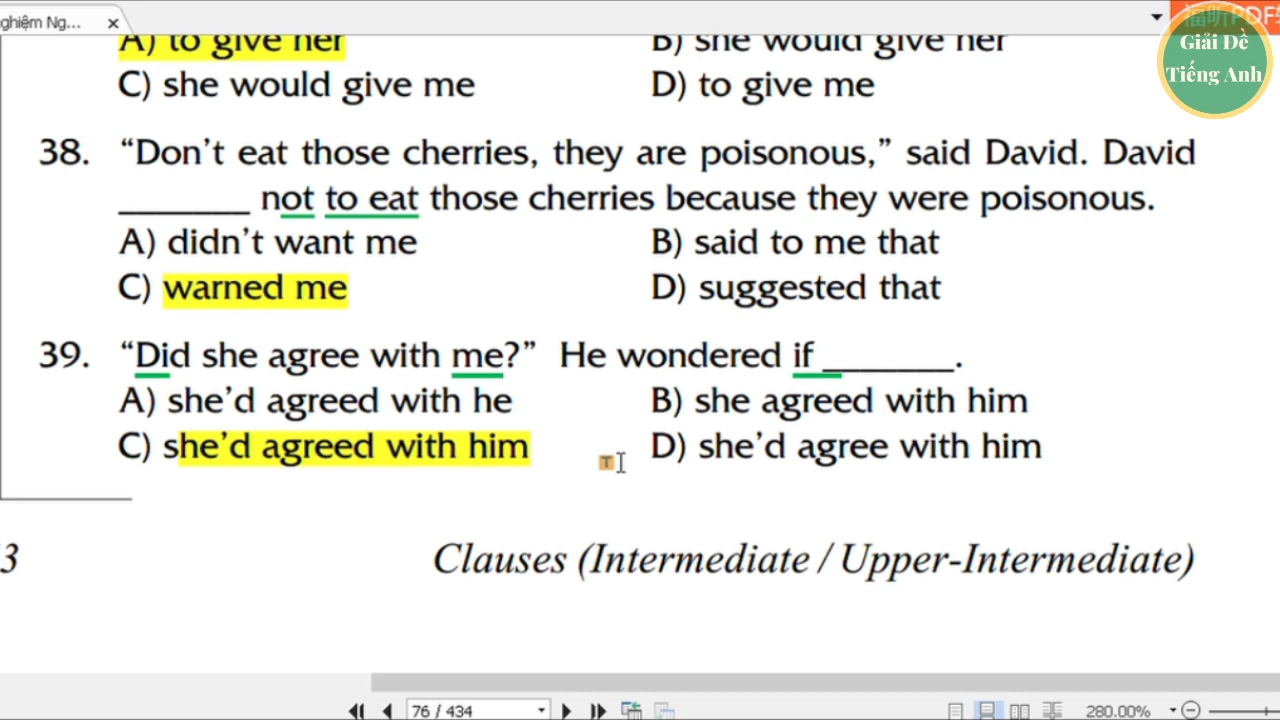 ghiệm Ng...
Giải Đề
Tiếng Anh
A) to give her B) she would give her
C) she would give me D) to give me
38. “Don’t eat those cherries, they are poisonous,” said David. David
_______ not to eat those cherries because they were poisonous.
A) didn’t want me B) said to me that
C) warned me D) suggested that
39. “Did she agree with me?” He wondered if _______.
A) she’d agreed with he B) she agreed with him
C) she’d agreed with him D) she’d agree with him
3 Clauses (Intermediate / Upper-Intermediate)
76 / 434 280.00%